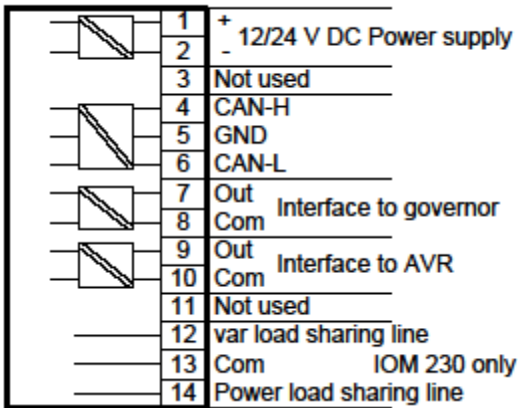 1 +
12/24 V DC Power supply
2 -
3 Not used
4 CAN-H
5 GND
6 CAN-L
7 Out
Interface to governor
8 Com
9 Out
Interface to AVR
10 Com
11 Not used
12 var load sharing line
13 Com IOM 230 only
14 Power load sharing line